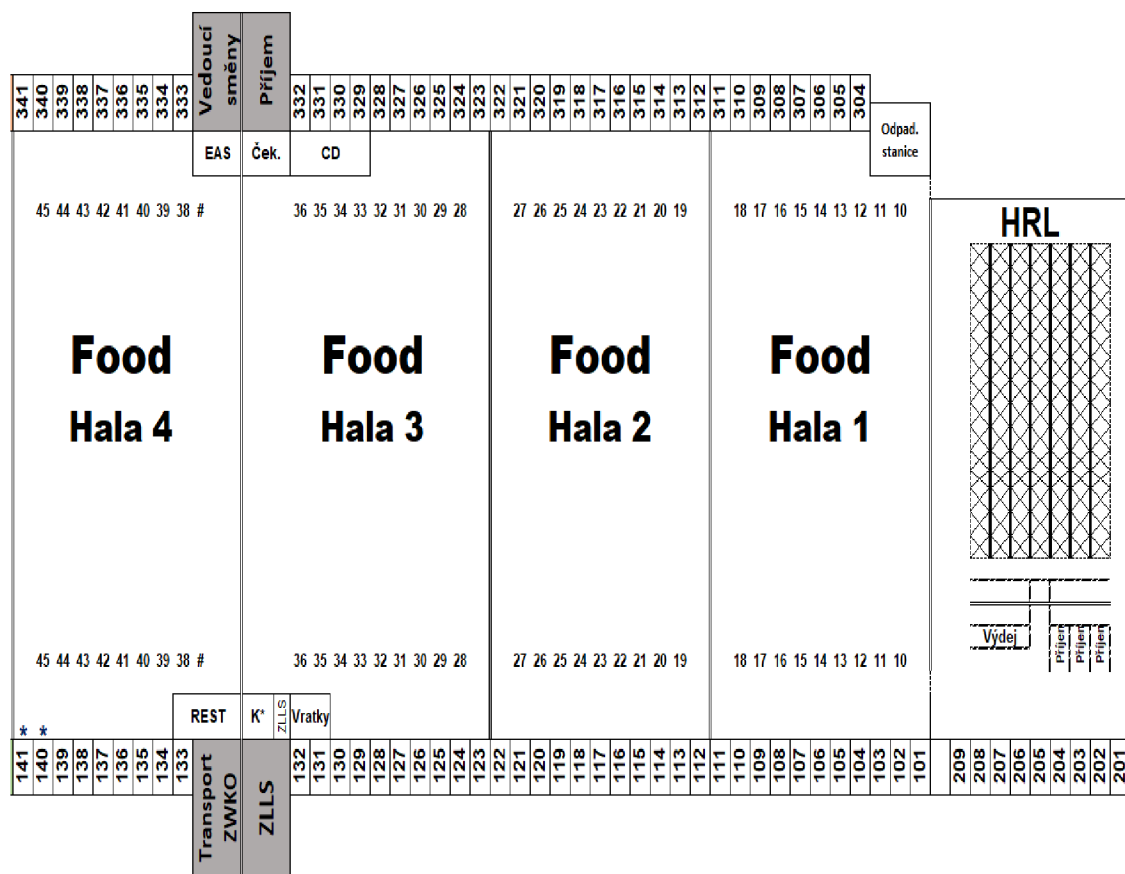 Vedoucí
směny
Příjem
341 340 339 338 337 336 335 334 333
332 331 330 329 328 327 326 325 324 323 322 321 320 319 318 317 316 315 314 313 312 311 310 309 308 307 306 305 304
Odpad.
stanice
EAS
Ček.
CD
45 44 43 42 41 40 39 38 #
36 35 34 33 32 31 30 29 28
27 26 25 24 23 22 21 20 19
18 17 16 15 14 13 12 11 10
HRL
Food
Hala 4
Food
Hala 3
Food
Hala 2
Food
Hala 1
Výdej
Příjem
Příjem
Příjem
45 44 43 42 41 40 39 38 #
36 35 34 33 32 31 30 29 28
27 26 25 24 23 22 21 20 19
18 17 16 15 14 13 12 11 10
REST
K*
ZLLS
Vratky
* *
141 140 139 138 137 136 135 134 133
132 131 130 129 128 127 126 125 124 123 122 121 120 119 118 117 116 115 114 113 112 111 110 109 108 107 106 105 104 103 102 101
209 208 207 206 205 204 203 202 201
Transport
ZWKO
ZLLS